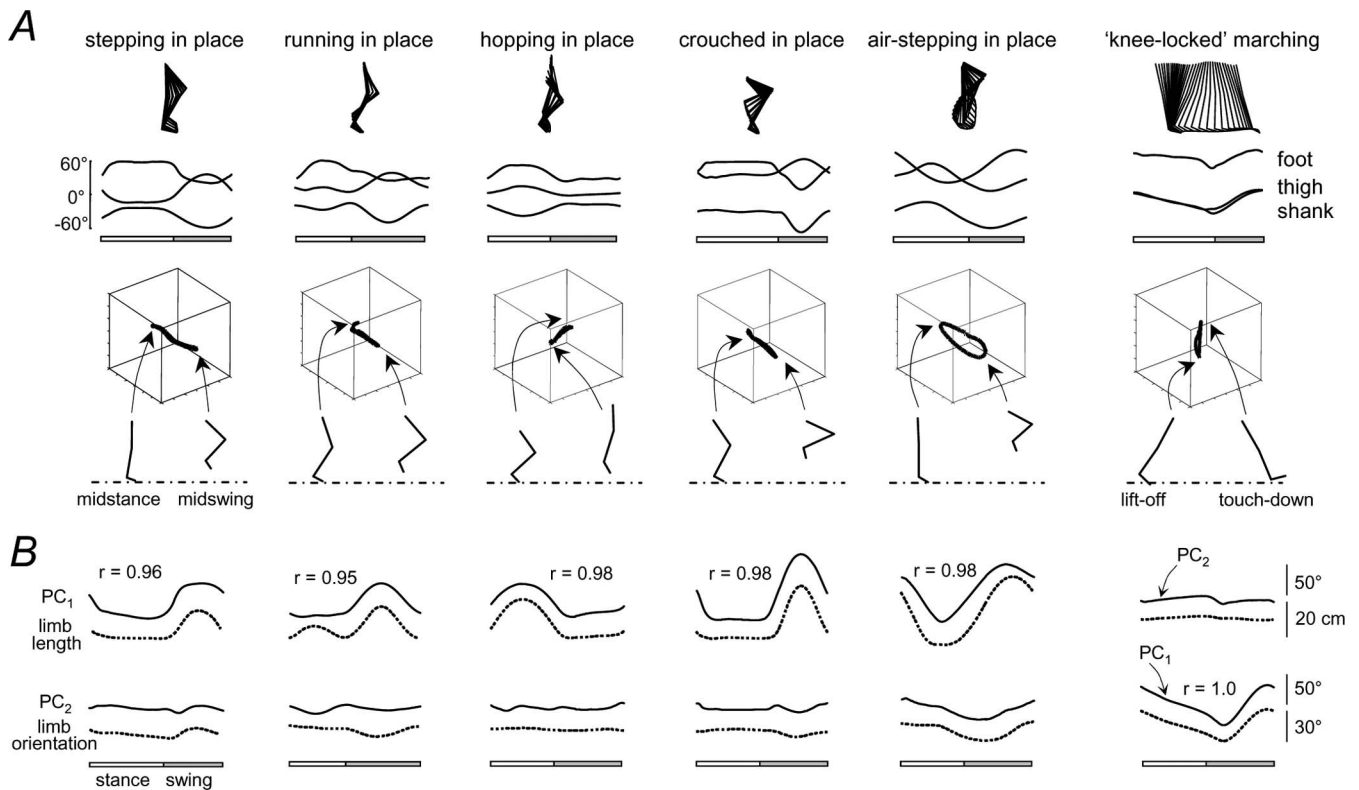 A
stepping in place
running in place
hopping in place
crouched in place
air-stepping in place
'knee-locked' marching
60°
0°
-60°
foot
thigh
shank
midstance
midswing
lift-off
touch-down
B
r = 0.96
r = 0.95
r = 0.98
r = 0.98
r = 0.98
PC1
limb
length
PC2
50°
20 cm
PC2
limb
orientation
PC1
r = 1.0
50°
30°
stance
swing